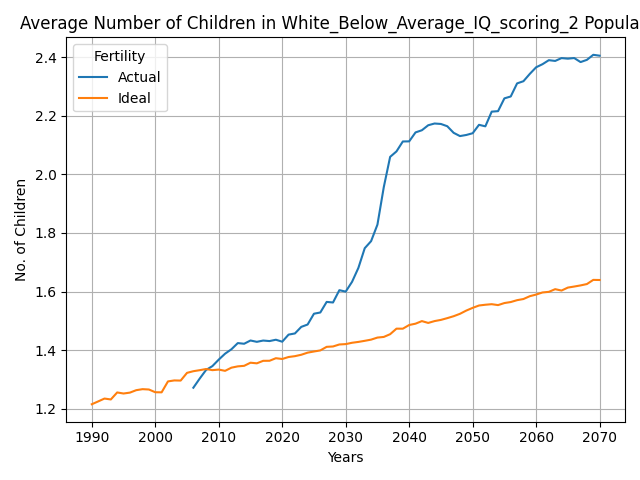 Average Number of Children in White_Below_Average_IQ_scoring_2 Popula
Fertility
Actual
Ideal
No. of Children
2.4
2.2
2.0
1.8
1.6
1.4
1.2
1990 2000 2010 2020 2030 2040 2050 2060 2070
Years